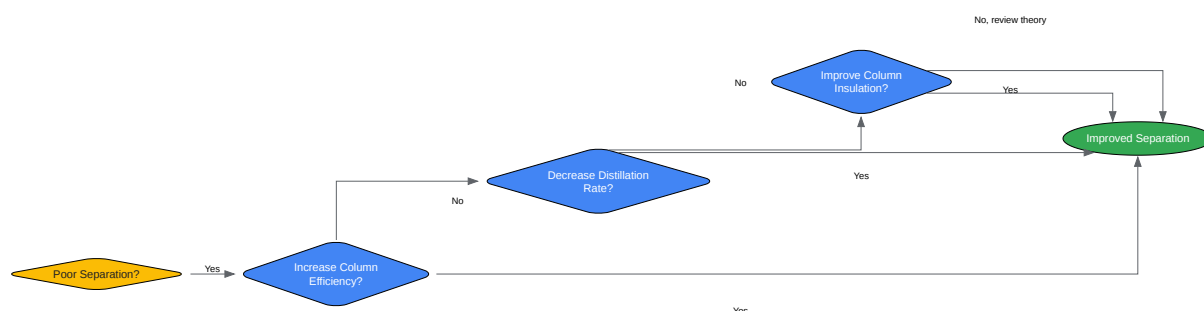 No, review theory
Improve Column
Insulation?
No
Yes
Improved Separation
Decrease Distillation
Rate?
Yes
No
Poor Separation?
Yes
Increase Column
Efficiency?
Yes